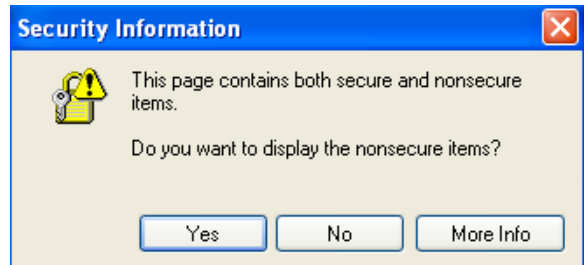 Security Information
This page contains both secure and nonsecure
items.
Do you want to display the nonsecure items?
Yes No More Info